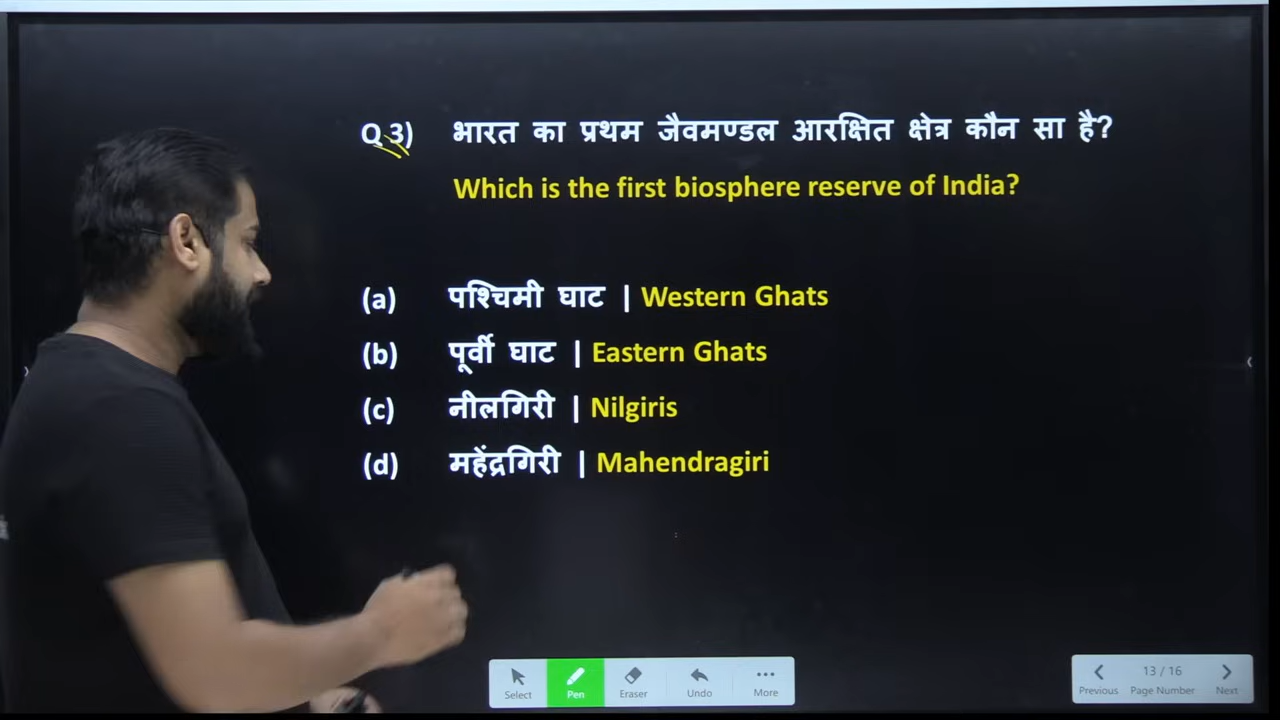 Q.3) भारत का प्रथम जैवमण्डल आरक्षित क्षेत्र कौन सा है?
Which is the first biosphere reserve of India?
(a) पश्चिमी घाट | Western Ghats
(b) पूर्वी घाट | Eastern Ghats
(c) नीलगिरी | Nilgiris
(d) महेंद्रगिरी | Mahendragiri
Select Pen Eraser Undo More
13 / 16
Previous Page Number Next